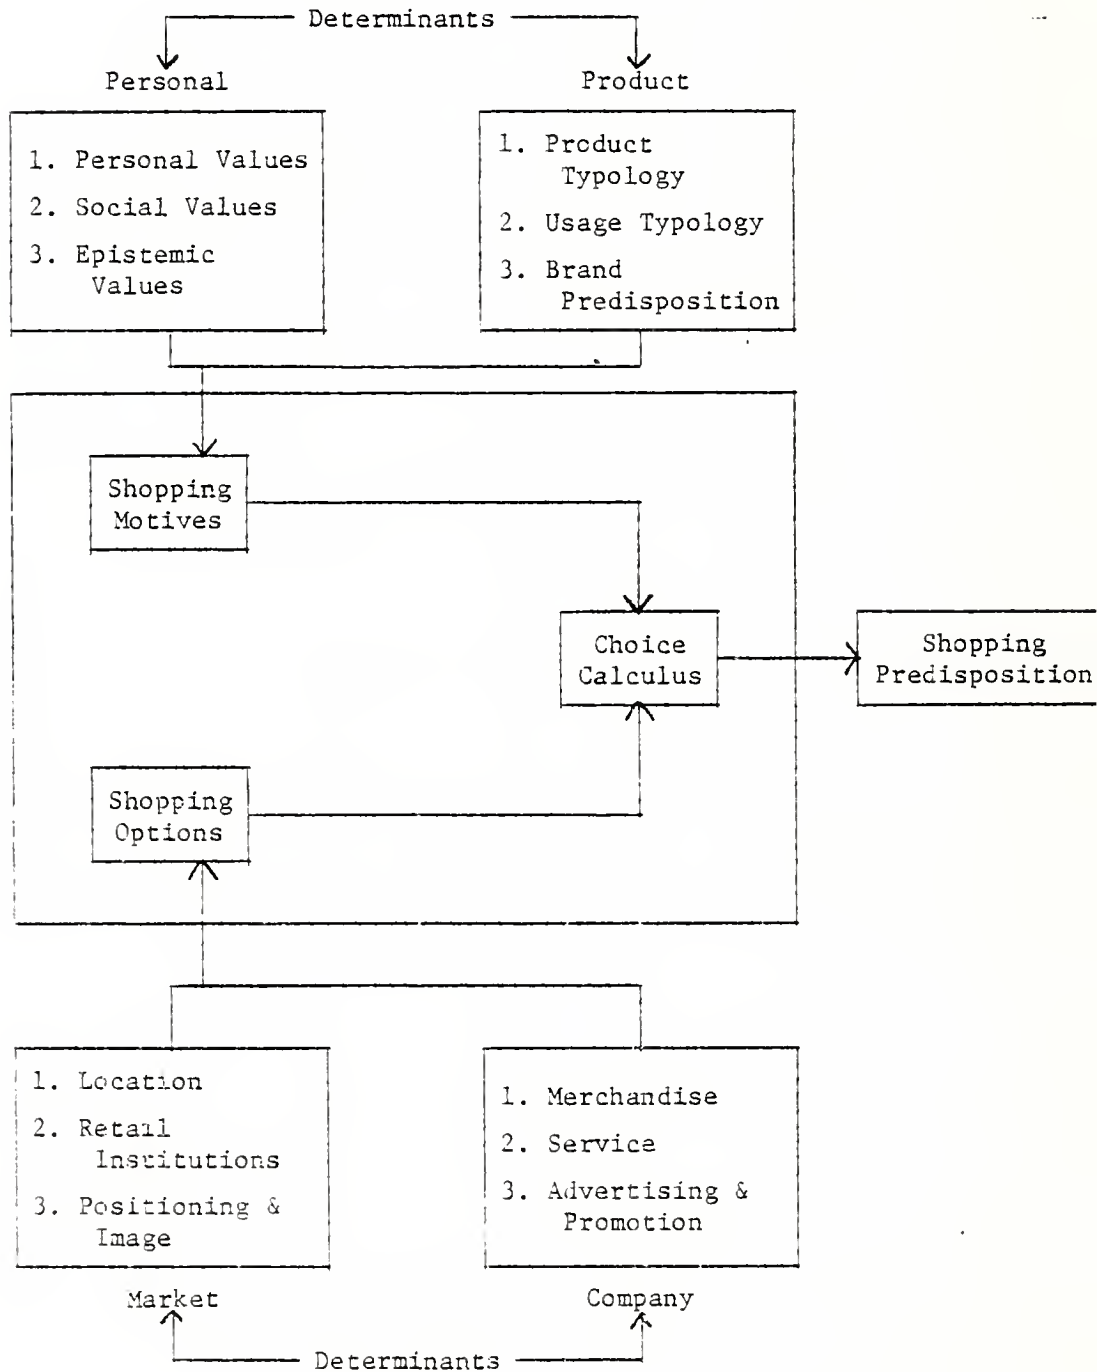 Determinants
Personal
Product
1. Personal Values
2. Social Values
3. Epistemic
Values
1. Product
Typology
2. Usage Typology
3. Brand
Predisposition
Shopping
Motives
Choice
Calculus
Shopping
Predisposition
Shopping
Options
1. Location
2. Retail
Institutions
3. Positioning &
Image
1. Merchandise
2. Service
3. Advertising &
Promotion
Market
Company
Determinants